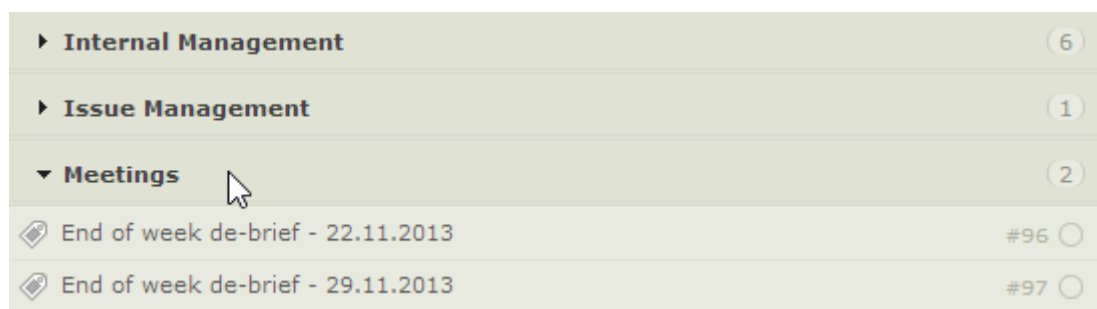 Internal Management 6
Issue Management 1
Meetings 2
End of week de-brief - 22.11.2013 #96
End of week de-brief - 29.11.2013 #97